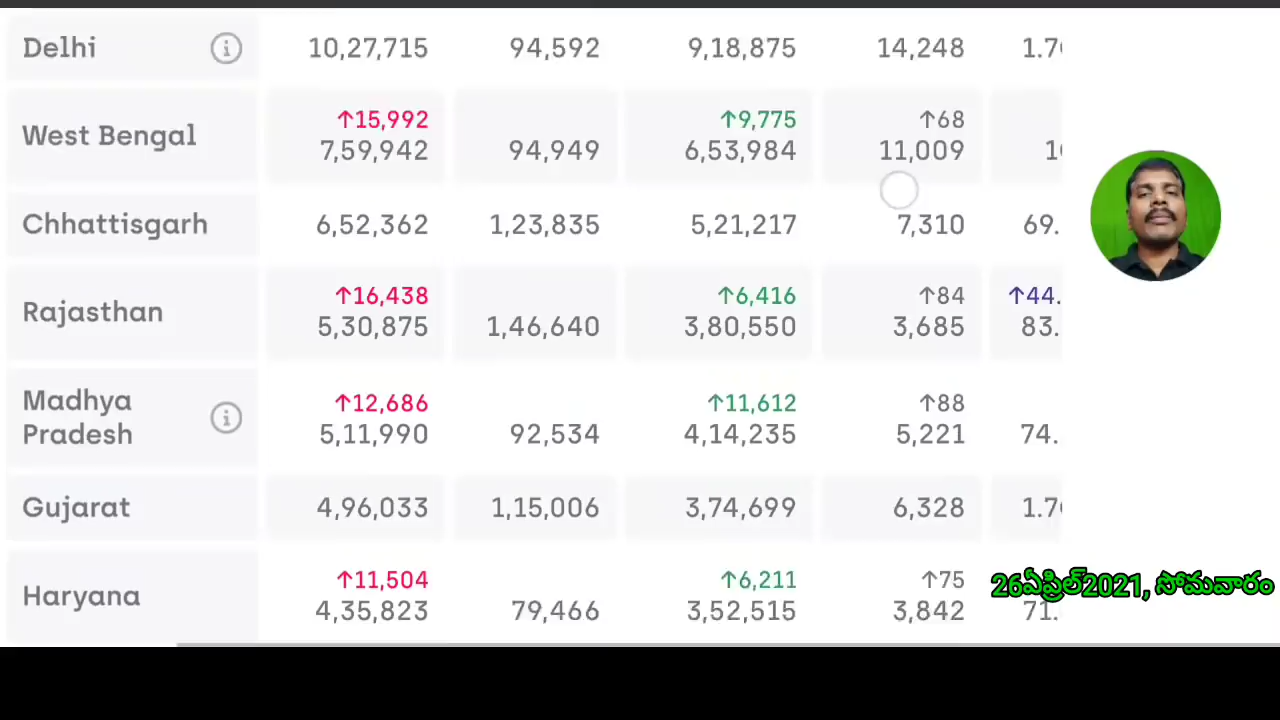 Delhi 10,27,715 94,592 9,18,875 14,248
↑15,992 ↑9,775 ↑68
West Bengal 7,59,942 94,949 6,53,984 11,009
Chhattisgarh 6,52,362 1,23,835 5,21,217 7,310 69.
↑16,438 ↑6,416 ↑84 ↑44.
Rajasthan 5,30,875 1,46,640 3,80,550 3,685 83.
Madhya ↑12,686 ↑11,612 ↑88
Pradesh 5,11,990 92,534 4,14,235 5,221 74.
Gujarat 4,96,033 1,15,006 3,74,699 6,328
↑11,504 ↑6,211 ↑75
Haryana 4,35,823 79,466 3,52,515 3,842 71.
26ఏప్రిల్2021, సోమవారం